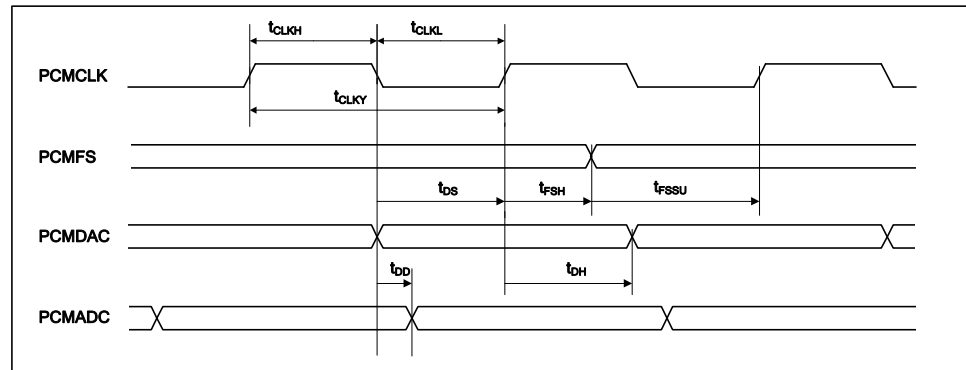 tCLKH
tCLKL
PCMCLK
tCLKY
PCMFS
tDS
tFSH
tFSSU
PCMDAC
tDD
tDH
PCMADC